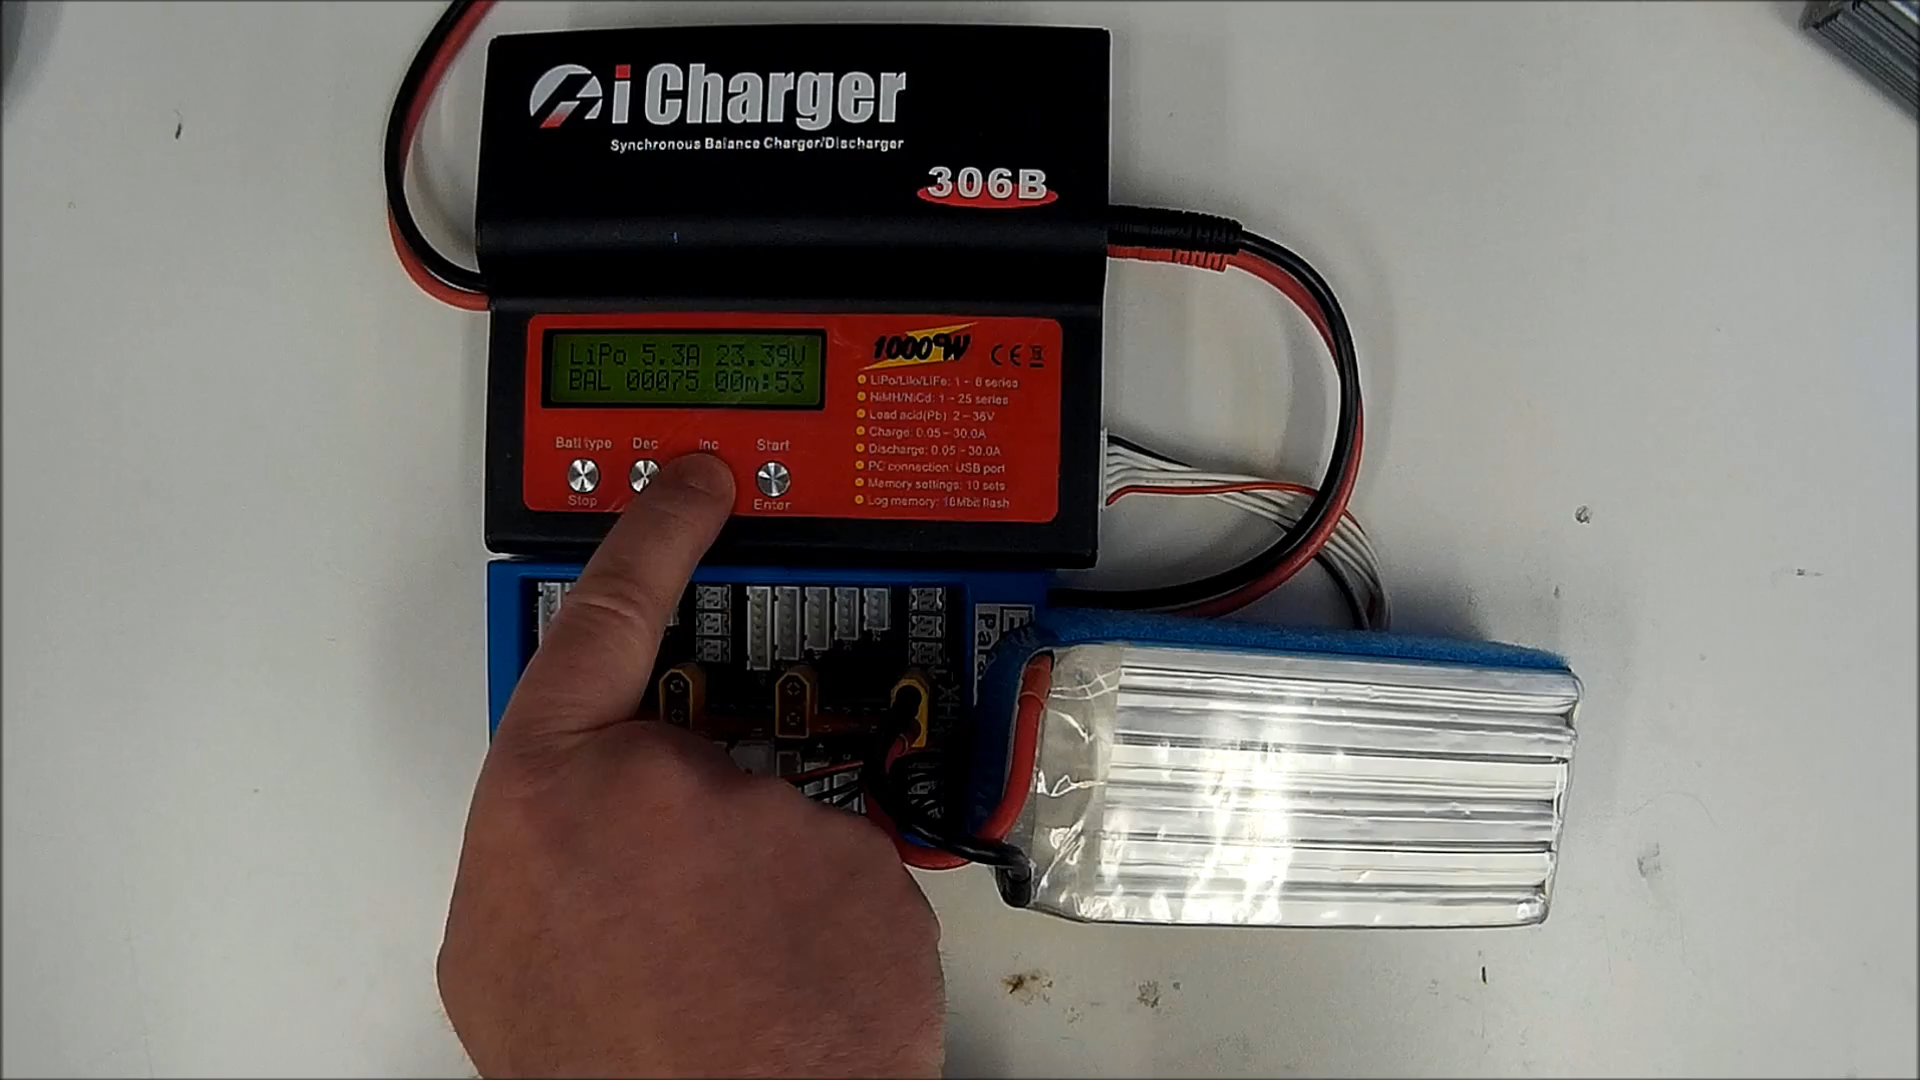 iCharger
Synchronous Balance Charger/Discharger
306B
LiPo 5.3A 23.39V
BAL 00075 00m:53
1000W
CE
LiPo/Lilo/LiFe: 1 ~ 6 series
NiMH/NiCd: 1 ~ 25 series
Lead acid(Pb): 2 ~ 36V
Charge: 0.05 ~ 30.0A
Discharge: 0.05 ~ 30.0A
PC connection: USB port
Memory settings: 10 sets
Log memory: 16Mbit flash
Batt type Dec Inc Start
Stop Enter